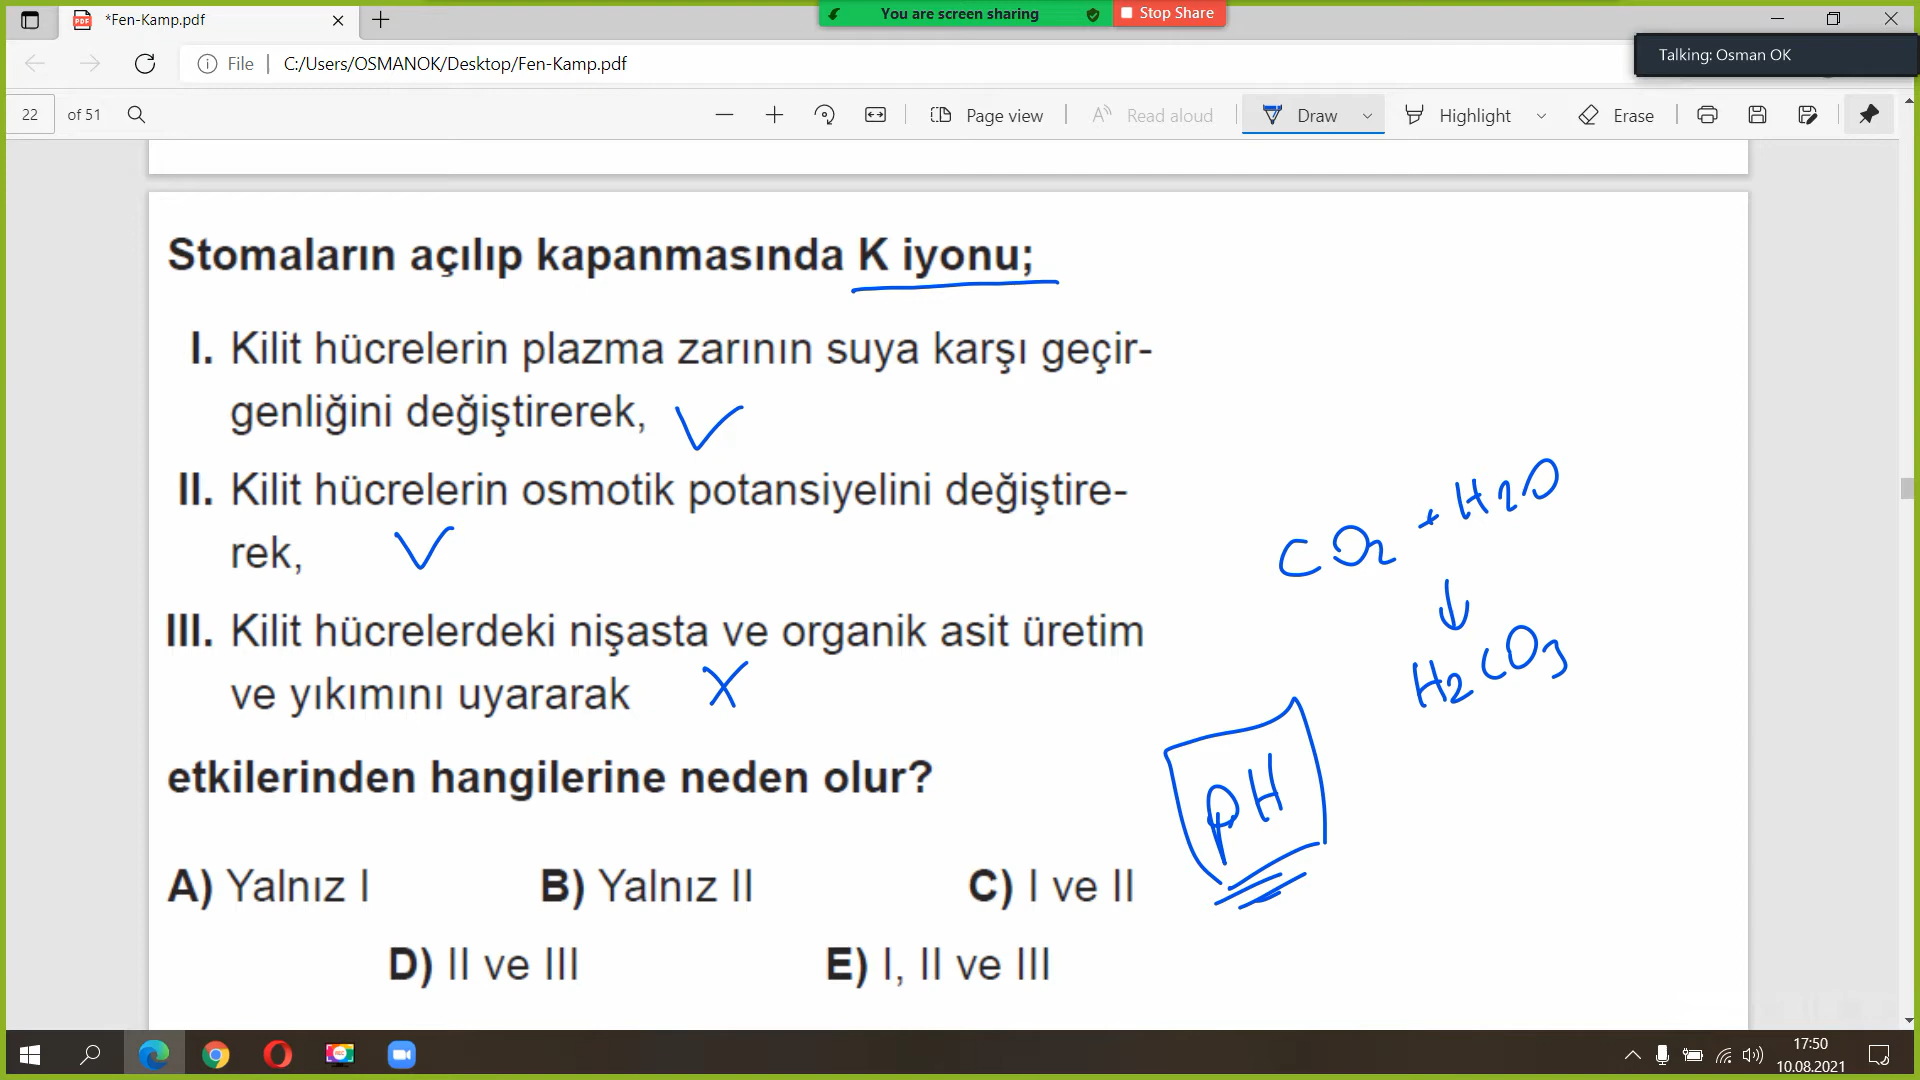 *Fen-Kamp.pdf
You are screen sharing
Stop Share
Talking: Osman OK
File
C:/Users/OSMANOK/Desktop/Fen-Kamp.pdf
22 of 51
Page view
Read aloud
Draw
Highlight
Erase
Stomaların açılıp kapanmasında K iyonu;
I. Kilit hücrelerin plazma zarının suya karşı geçir-
genliğini değiştirerek,
II. Kilit hücrelerin osmotik potansiyelini değiştire-
rek,
III. Kilit hücrelerdeki nişasta ve organik asit üretim
ve yıkımını uyararak
etkilerinden hangilerine neden olur?
A) Yalnız I B) Yalnız II C) I ve II
D) II ve III E) I, II ve III
CO2 + H2O
↓
H2CO3
pH
17:50
10.08.2021